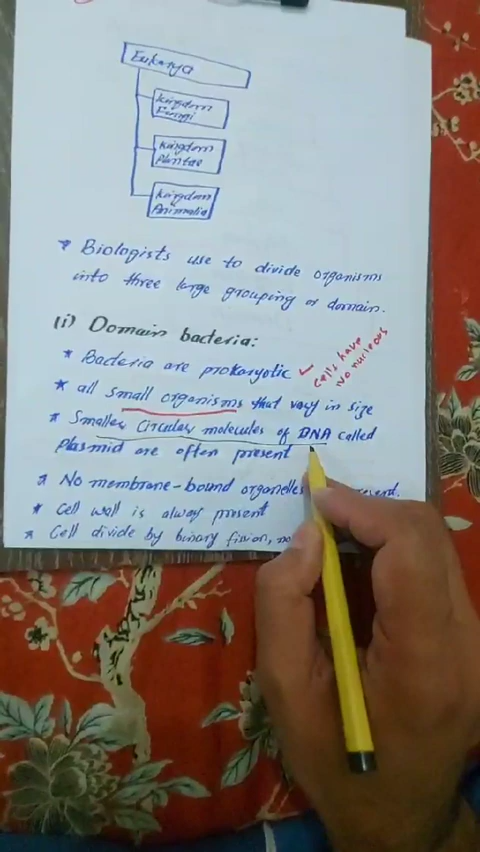 Eukarya
Kingdom
Fungi
Kingdom
Plantae
Kingdom
Animalia
* Biologists use to divide organisms
into three large grouping or domain.
(i) Domain bacteria:
* Bacteria are prokaryotic ✓
cells have
no nucleous
* all small organisms that vary in size
* Smaller circular molecules of DNA called
plasmid are often present
* No membrane-bound organelles
* Cell wall is always present
* Cell divide by binary fission,